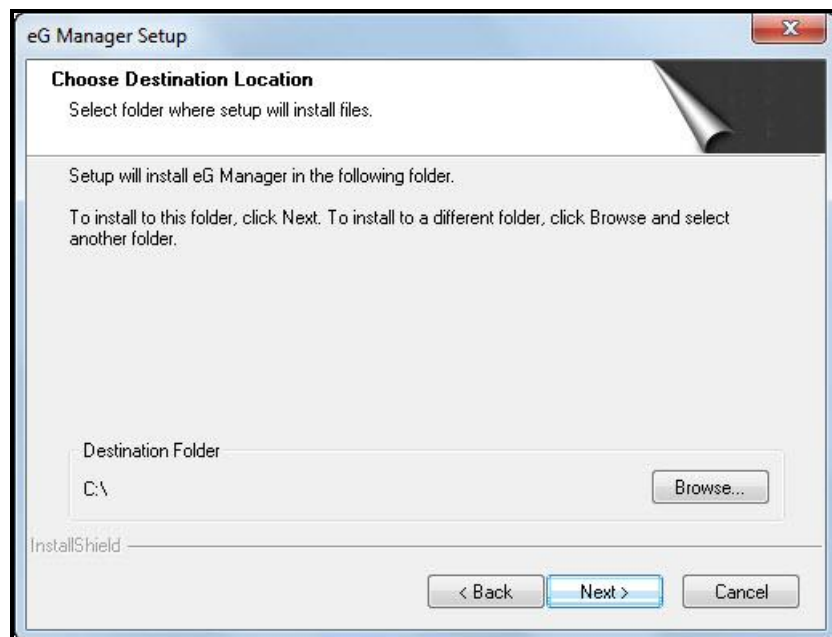 eG Manager Setup
Choose Destination Location
Select folder where setup will install files.
Setup will install eG Manager in the following folder.
To install to this folder, click Next. To install to a different folder, click Browse and select
another folder.
Destination Folder
C:\
Browse...
InstallShield
< Back
Next >
Cancel